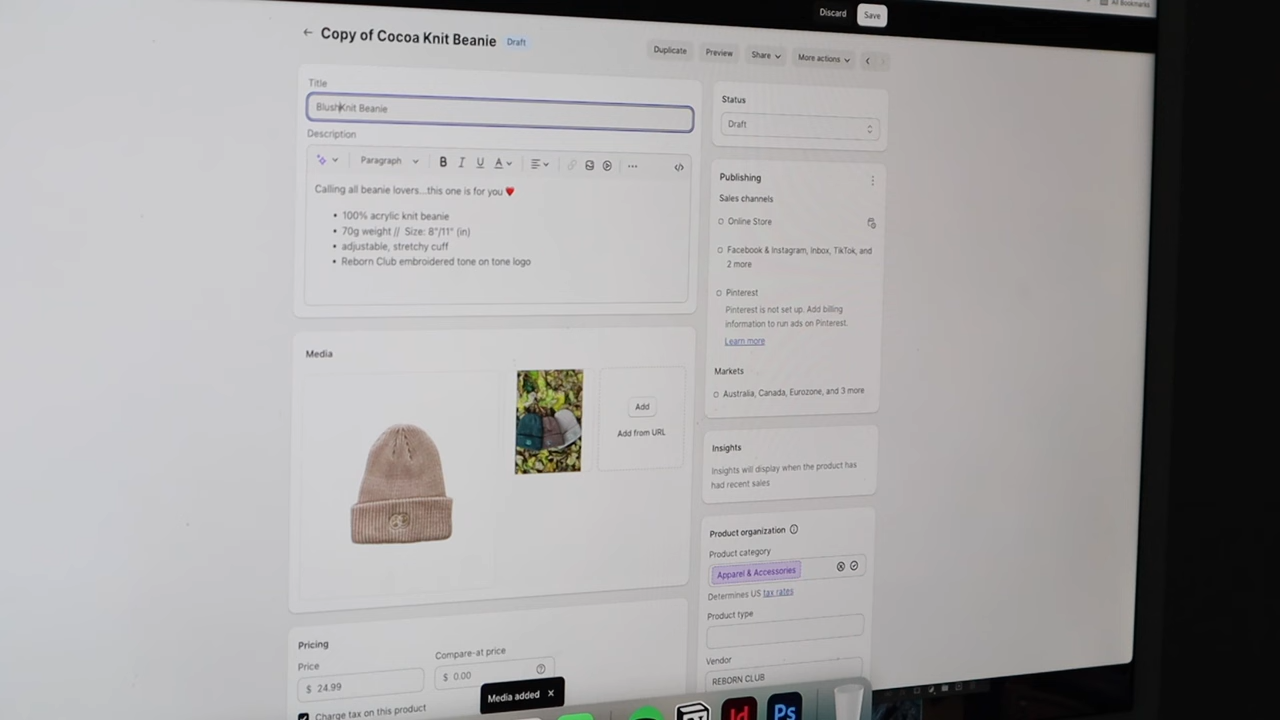 All Bookmarks
Discard Save
← Copy of Cocoa Knit Beanie Draft
Duplicate Preview Share More actions
Title
BlushKnit Beanie
Description
Paragraph B I U A
Calling all beanie lovers...this one is for you ❤️
• 100% acrylic knit beanie
• 70g weight // Size: 8"/11" (in)
• adjustable, stretchy cuff
• Reborn Club embroidered tone on tone logo
Media
Add
Add from URL
Pricing
Price
$ 24.99
Compare-at price
$ 0.00
Charge tax on this product
Media added ×
Status
Draft
Publishing
Sales channels
Online Store
Facebook & Instagram, Inbox, TikTok, and
2 more
Pinterest
Pinterest is not set up. Add billing
information to run ads on Pinterest.
Learn more
Markets
Australia, Canada, Eurozone, and 3 more
Insights
Insights will display when the product has
had recent sales
Product organization
Product category
Apparel & Accessories
Determines US tax rates
Product type
Vendor
REBORN CLUB
Id Ps